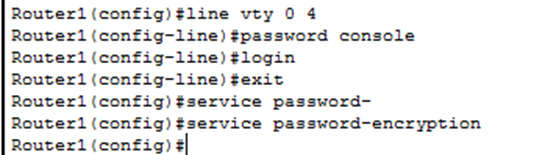 Router1(config)#line vty 0 4
Router1(config-line)#password console
Router1(config-line)#login
Router1(config-line)#exit
Router1(config)#service password-
Router1(config)#service password-encryption
Router1(config)#